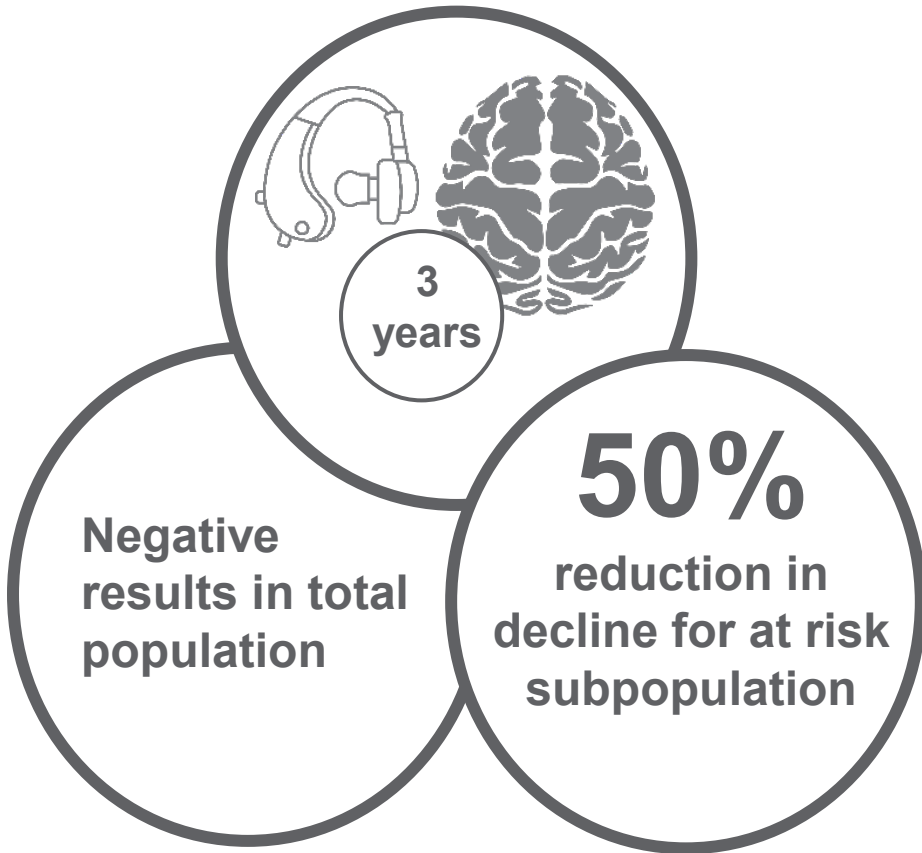 3
years
Negative
results in total
population
50%
reduction in
decline for at risk
subpopulation